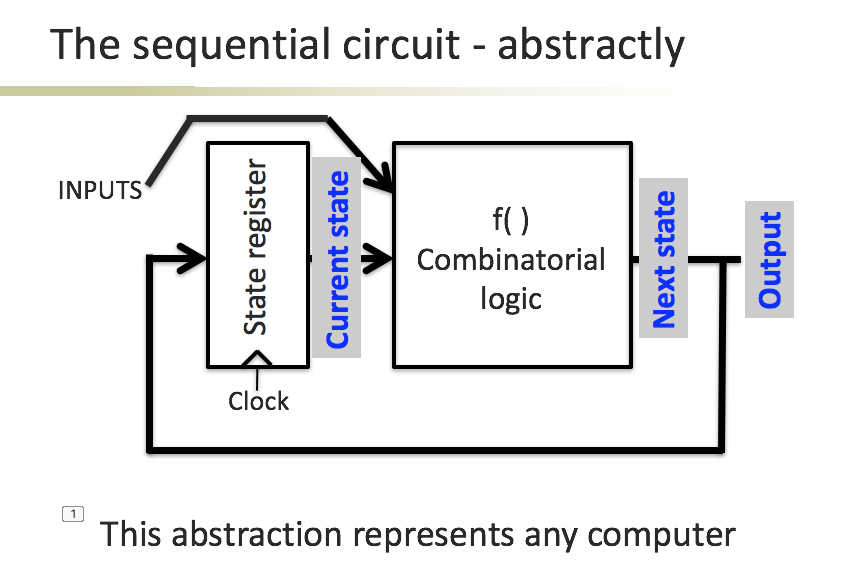 The sequential circuit - abstractly
INPUTS
State register
Current state
f( )
Combinatorial
logic
Next state
Output
Clock
1
This abstraction represents any computer